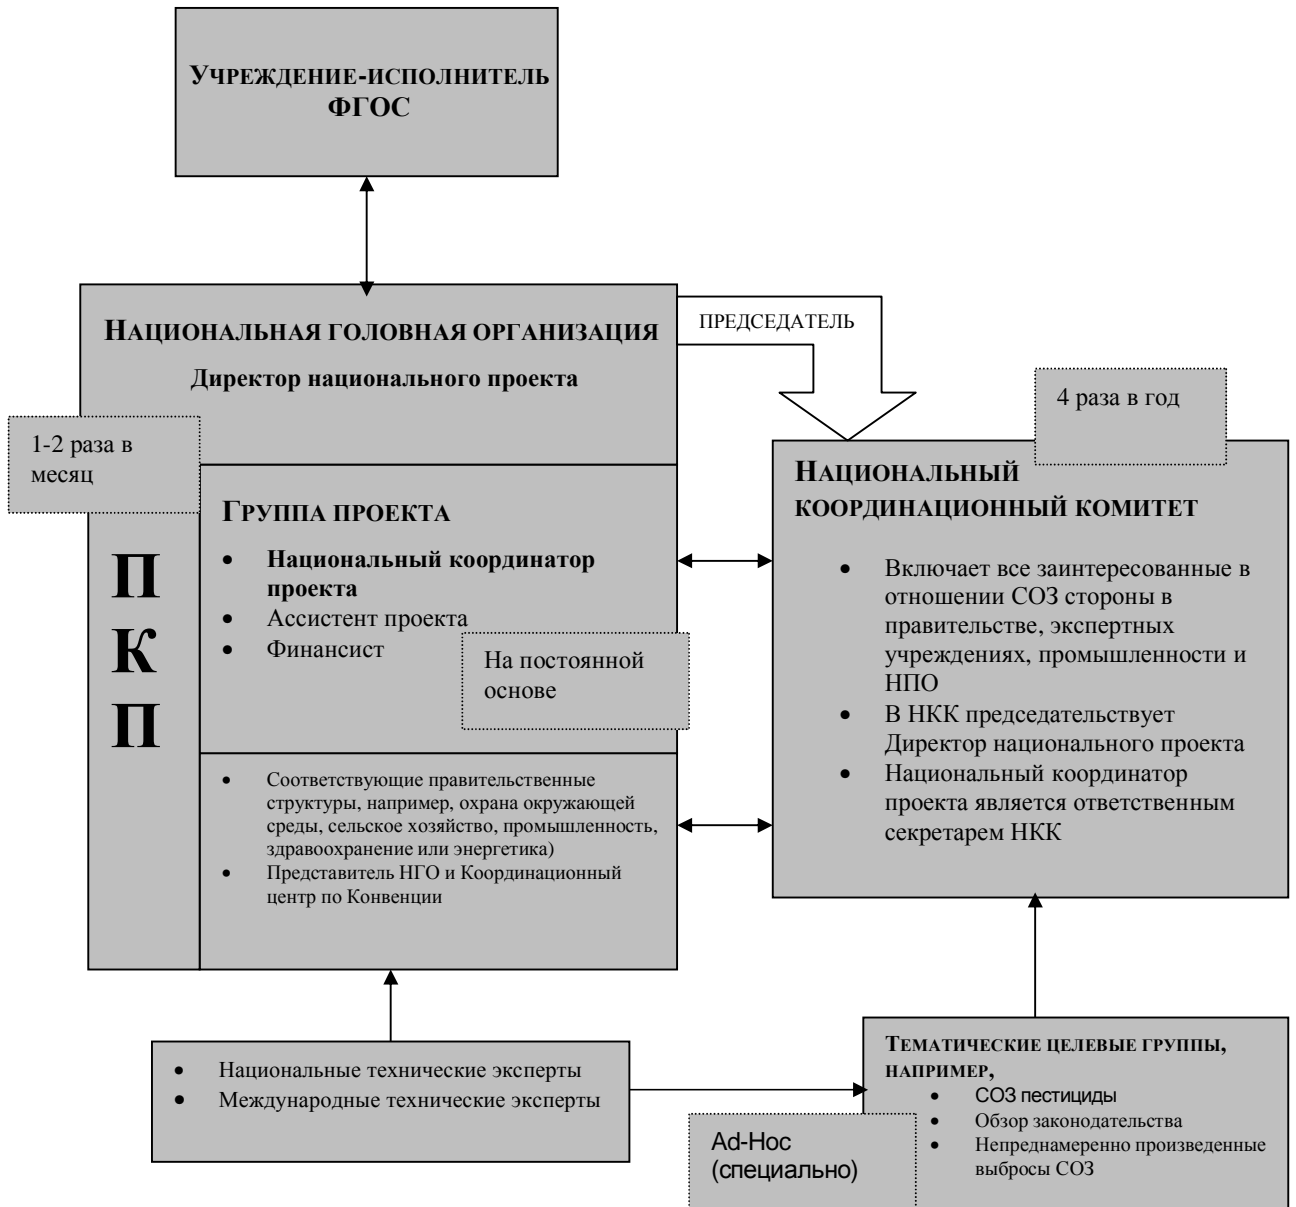 УЧРЕЖДЕНИЕ-ИСПОЛНИТЕЛЬ
ФГОС
НАЦИОНАЛЬНАЯ ГОЛОВНАЯ ОРГАНИЗАЦИЯ
Директор национального проекта
ПРЕДСЕДАТЕЛЬ
4 раза в год
1-2 раза в
месяц
П
К
П
ГРУППА ПРОЕКТА
• Национальный координатор
проекта
• Ассистент проекта
• Финансист
На постоянной
основе
• Соответствующие правительственные
структуры, например, охрана окружающей
среды, сельское хозяйство, промышленность,
здравоохранение или энергетика)
• Представитель НГО и Координационный
центр по Конвенции
НАЦИОНАЛЬНЫЙ
КООРДИНАЦИОННЫЙ КОМИТЕТ
• Включает все заинтересованные в
отношении СОЗ стороны в
правительстве, экспертных
учреждениях, промышленности и
НПО
• В НКК председательствует
Директор национального проекта
• Национальный координатор
проекта является ответственным
секретарем НКК
• Национальные технические эксперты
• Международные технические эксперты
ТЕМАТИЧЕСКИЕ ЦЕЛЕВЫЕ ГРУППЫ,
НАПРИМЕР,
• СОЗ пестициды
• Обзор законодательства
• Непреднамеренно произведенные
выбросы СОЗ
Ad-Hoc
(специально)